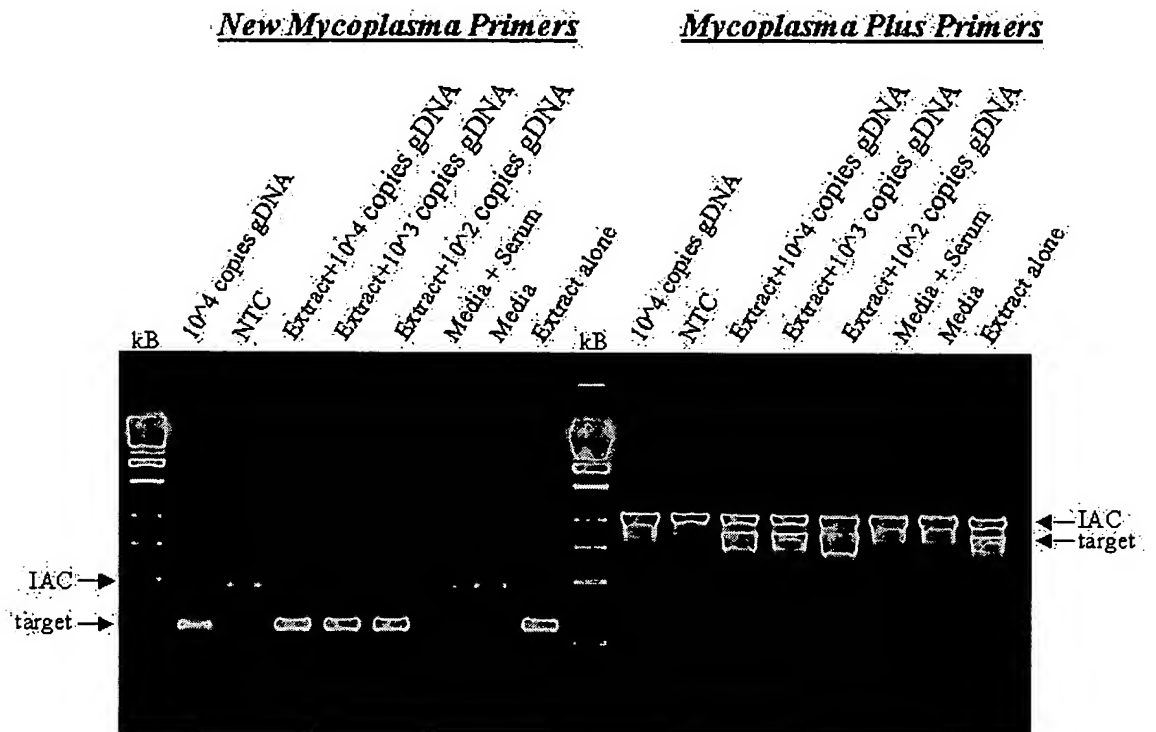 New Mycoplasma Primers
Mycoplasma Plus Primers
kB
10^4 copies gDNA
NTC
Extract+10^4 copies gDNA
Extract+10^3 copies gDNA
Extract+10^2 copies gDNA
Media + Serum
Media
Extract alone
kB
10^4 copies gDNA
NTC
Extract+10^4 copies gDNA
Extract+10^3 copies gDNA
Extract+10^2 copies gDNA
Media + Serum
Media
Extract alone
IAC
target
IAC
target